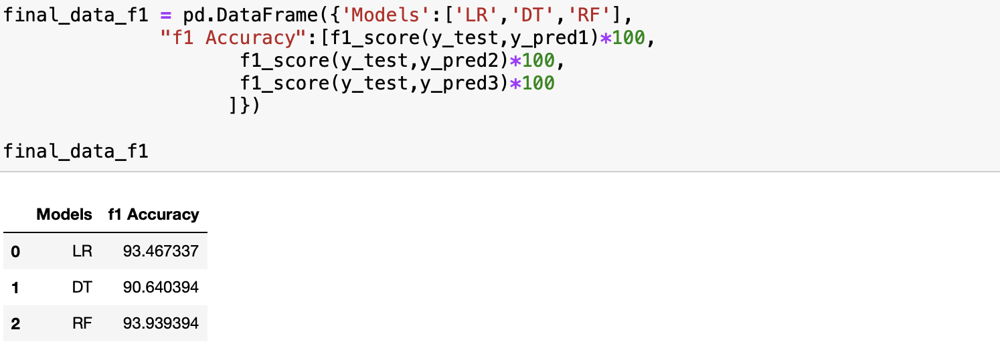 final_data_f1 = pd.DataFrame({'Models':['LR','DT','RF'],
"f1 Accuracy":[f1_score(y_test,y_pred1)*100,
f1_score(y_test,y_pred2)*100,
f1_score(y_test,y_pred3)*100
]})
final_data_f1
Models f1 Accuracy
0 LR 93.467337
1 DT 90.640394
2 RF 93.939394